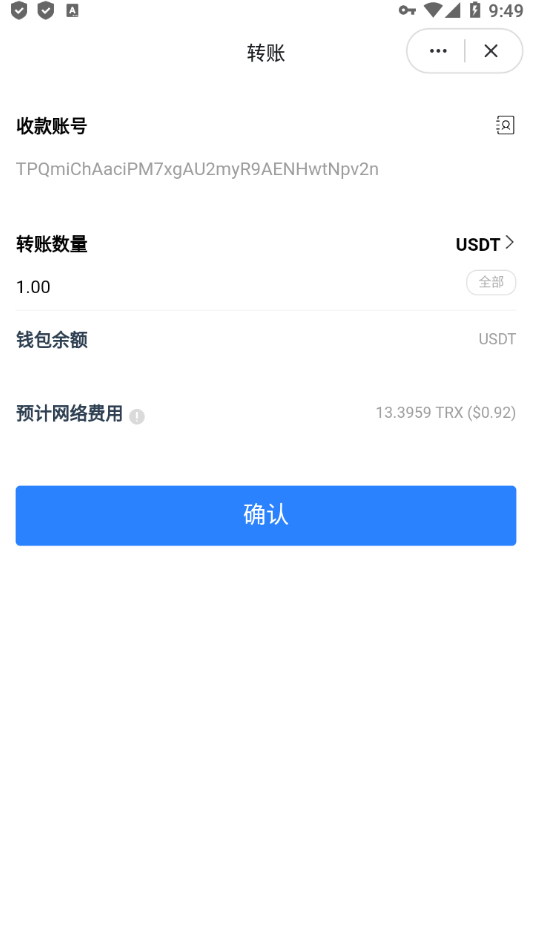 9:49
转账
收款账号
TPQmiChAaciPM7xgAU2myR9AENHwtNpv2n
转账数量 USDT
1.00 全部
钱包余额 USDT
预计网络费用 13.3959 TRX ($0.92)
确认